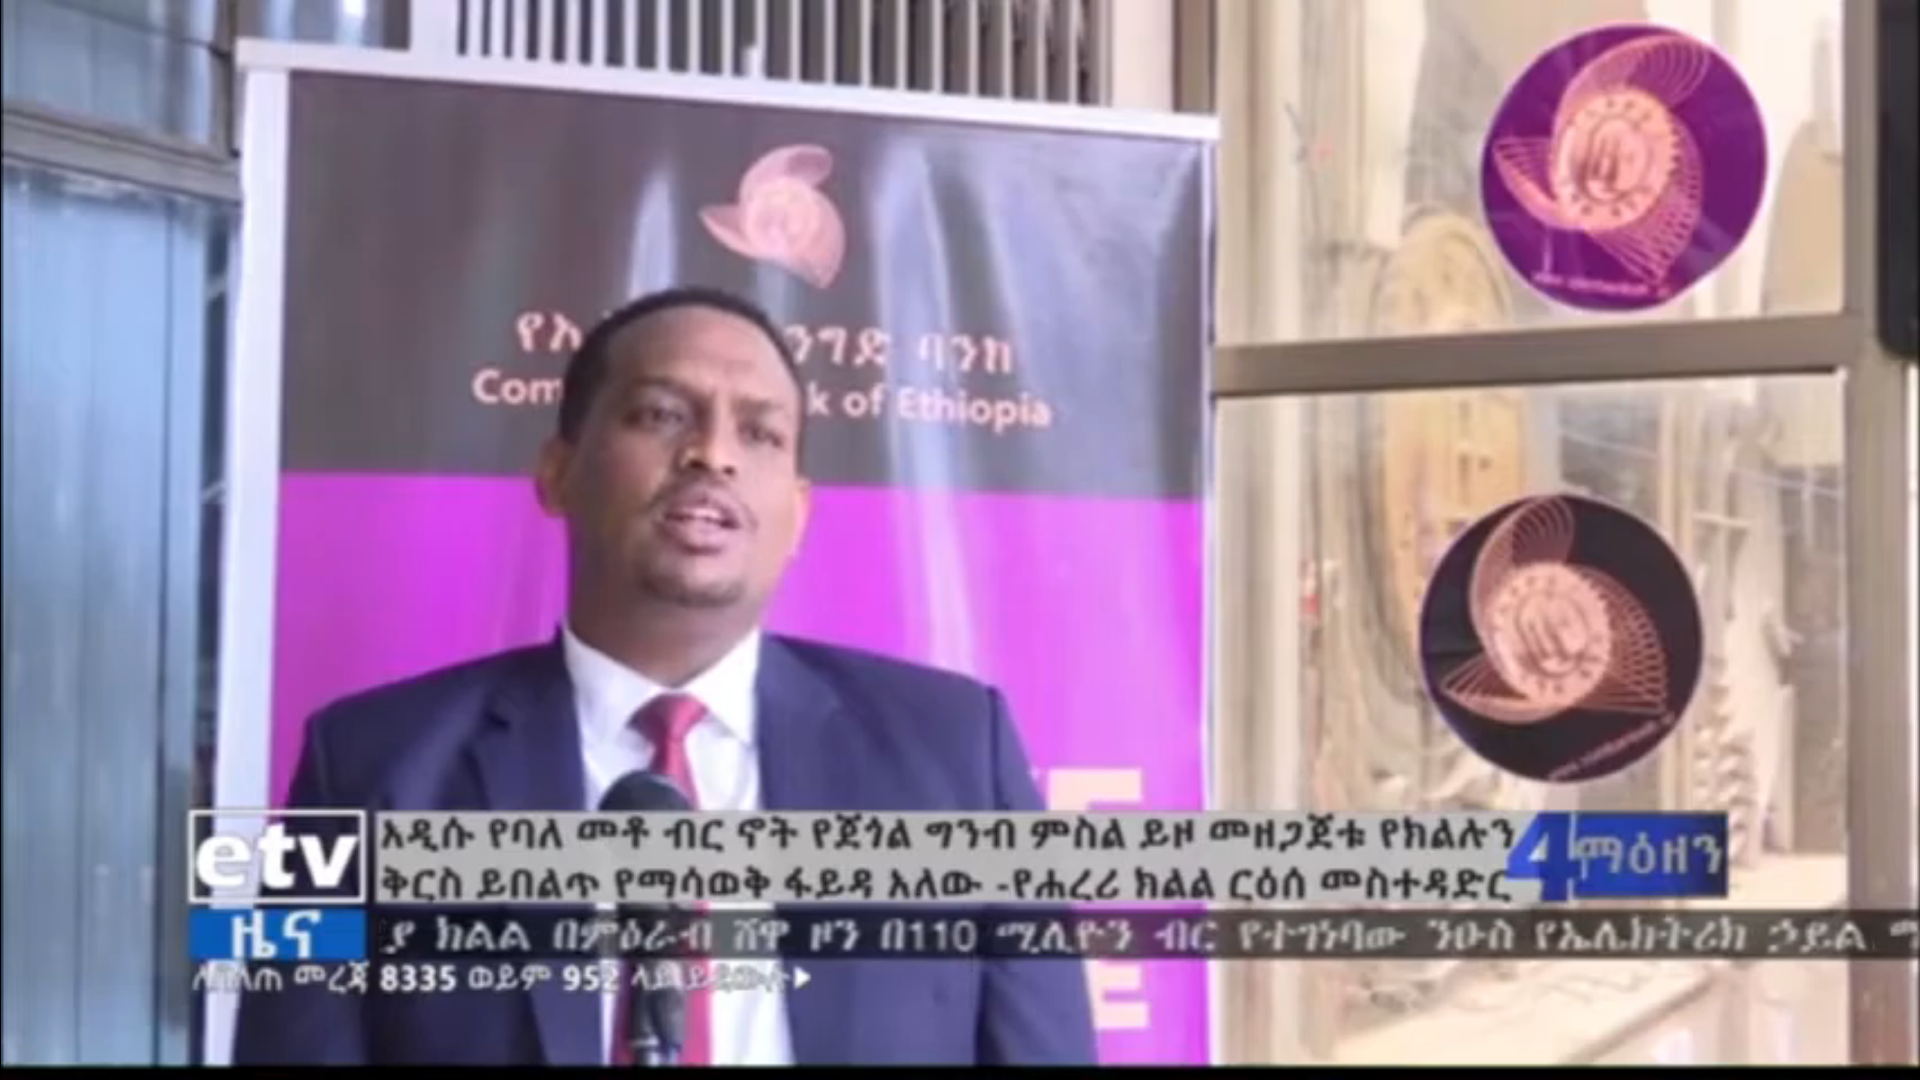 ንግድ ባንክ
Com k of Ethiopia
etv
አዲሱ የባለ መቶ ብር ኖት የጀጎል ግንብ ምስል ይዞ መዘጋጀቱ የክልሉን
ቅርስ ይበልጥ የማሳወቅ ፋይዳ አለው -የሐረሪ ክልል ርዕሰ መስተዳድር
4 ማዕዘን
ዜና
ያ ክልል በምዕራብ ሸዋ ዞን በ110 ሚሊዮን ብር የተገነባው ንዑስ የኤሌክትሪክ ኃይል
መረጃ 8335 ወይም 952 ላይ